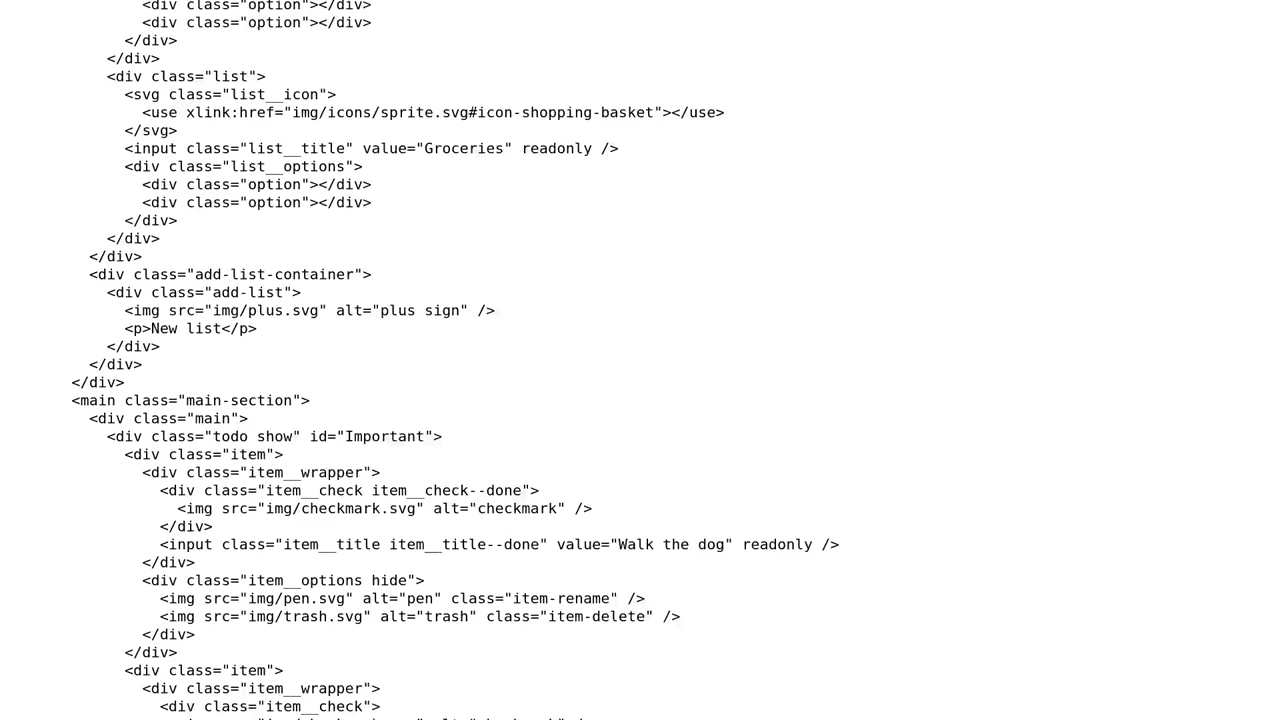 <div class="option"></div>
<div class="option"></div>
</div>
</div>
<div class="list">
<svg class="list__icon">
<use xlink:href="img/icons/sprite.svg#icon-shopping-basket"></use>
</svg>
<input class="list__title" value="Groceries" readonly />
<div class="list__options">
<div class="option"></div>
<div class="option"></div>
</div>
</div>
</div>
<div class="add-list-container">
<div class="add-list">
<img src="img/plus.svg" alt="plus sign" />
<p>New list</p>
</div>
</div>
</div>
<main class="main-section">
<div class="main">
<div class="todo show" id="Important">
<div class="item">
<div class="item__wrapper">
<div class="item__check item__check--done">
<img src="img/checkmark.svg" alt="checkmark" />
</div>
<input class="item__title item__title--done" value="Walk the dog" readonly />
</div>
<div class="item__options hide">
<img src="img/pen.svg" alt="pen" class="item-rename" />
<img src="img/trash.svg" alt="trash" class="item-delete" />
</div>
</div>
<div class="item">
<div class="item__wrapper">
<div class="item__check">